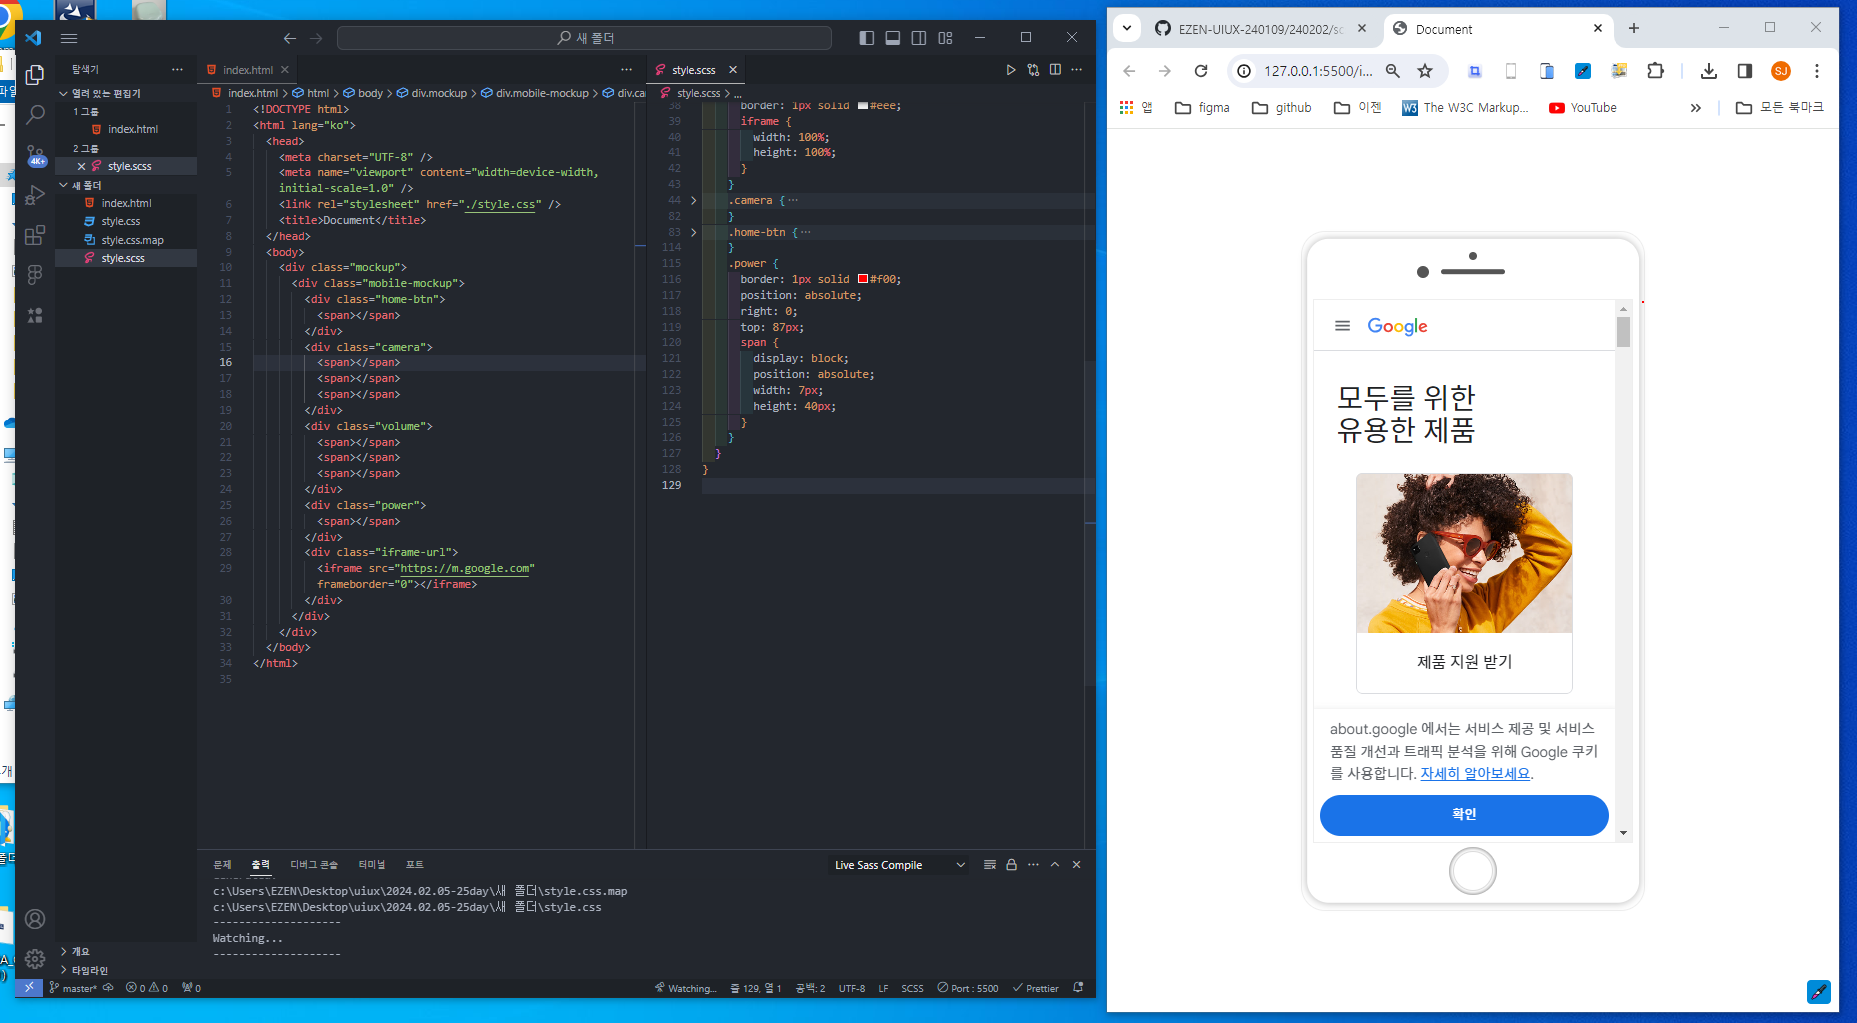 새 폴더
탐색기
열려 있는 편집기
1 그룹
index.html
2 그룹
style.scss
새 폴더
index.html
style.css
style.css.map
style.scss
4K+
개요
타임라인
index.html
index.html > html > body > div.mockup > div.mobile-mockup > div.ca
1 <!DOCTYPE html>
2 <html lang="ko">
3 <head>
4 <meta charset="UTF-8" />
5 <meta name="viewport" content="width=device-width,
initial-scale=1.0" />
6 <link rel="stylesheet" href="./style.css" />
7 <title>Document</title>
8 </head>
9 <body>
10 <div class="mockup">
11 <div class="mobile-mockup">
12 <div class="home-btn">
13 <span></span>
14 </div>
15 <div class="camera">
16 <span></span>
17 <span></span>
18 <span></span>
19 </div>
20 <div class="volume">
21 <span></span>
22 <span></span>
23 <span></span>
24 </div>
25 <div class="power">
26 <span></span>
27 </div>
28 <div class="iframe-url">
29 <iframe src="https://m.google.com"
frameborder="0"></iframe>
30 </div>
31 </div>
32 </div>
33 </body>
34 </html>
35
style.scss
style.scss > ...
38 border: 1px solid #eee;
39 iframe {
40 width: 100%;
41 height: 100%;
42 }
43 }
44 .camera {…
82 }
83 .home-btn {…
114 }
115 .power {
116 border: 1px solid #f00;
117 position: absolute;
118 right: 0;
119 top: 87px;
120 span {
121 display: block;
122 position: absolute;
123 width: 7px;
124 height: 40px;
125 }
126 }
127 }
128 }
129
문제 출력 디버그 콘솔 터미널 포트
Live Sass Compile
c:\Users\EZEN\Desktop\uiux\2024.02.05-25day\새 폴더\style.css.map
c:\Users\EZEN\Desktop\uiux\2024.02.05-25day\새 폴더\style.css
--------------------
Watching...
--------------------
master* 0 0 0
Watching... 줄 129, 열 1 공백: 2 UTF-8 LF SCSS Port : 5500 Prettier
EZEN-UIUX-240109/240202/sc
Document
127.0.0.1:5500/i...
SJ
앱 figma github 이젠 The W3C Markup... YouTube » 모든 북마크
Google
모두를 위한
유용한 제품
제품 지원 받기
about.google 에서는 서비스 제공 및 서비스
품질 개선과 트래픽 분석을 위해 Google 쿠키
를 사용합니다. 자세히 알아보세요.
확인